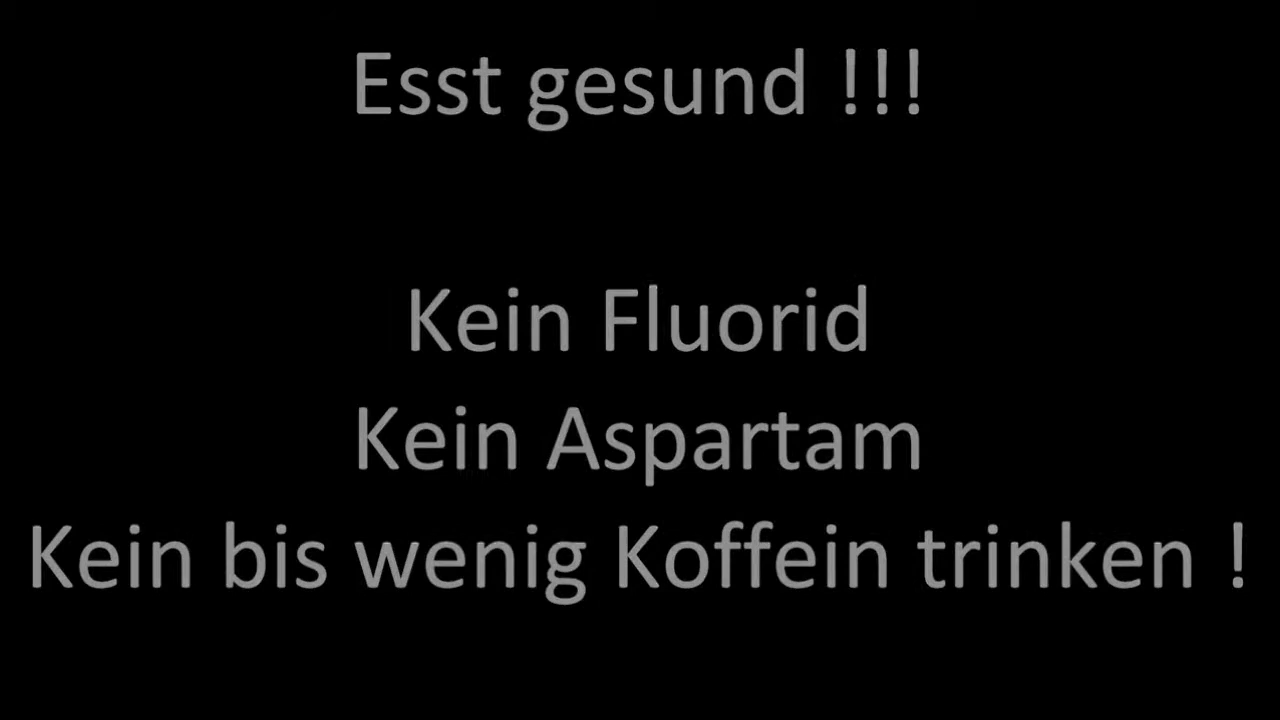 Esst gesund !!!
Kein Fluorid
Kein Aspartam
Kein bis wenig Koffein trinken !